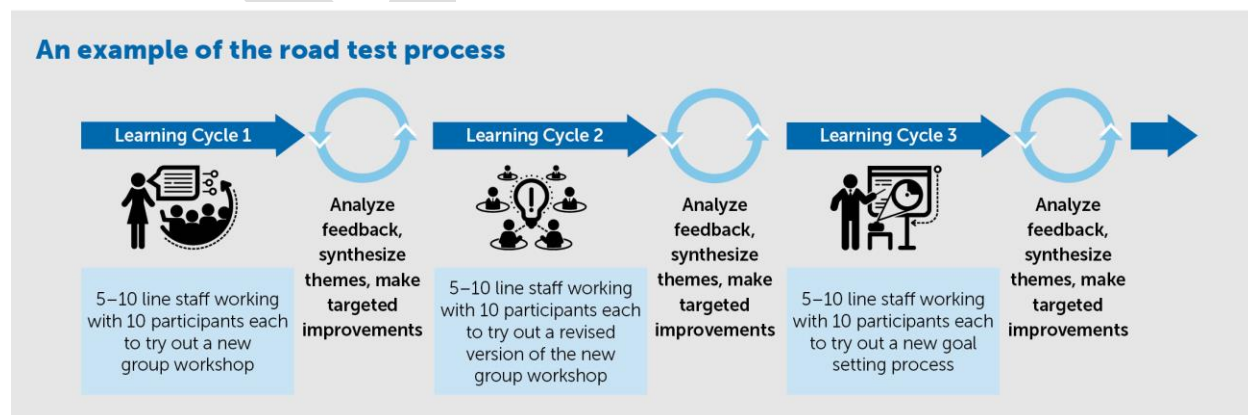 An example of the road test process
Learning Cycle 1
5–10 line staff working
with 10 participants each
to try out a new
group workshop
Analyze
feedback,
synthesize
themes, make
targeted
improvements
Learning Cycle 2
5–10 line staff working
with 10 participants each
to try out a revised
version of the new
group workshop
Analyze
feedback,
synthesize
themes, make
targeted
improvements
Learning Cycle 3
5–10 line staff working
with 10 participants each
to try out a new goal
setting process
Analyze
feedback,
synthesize
themes, make
targeted
improvements